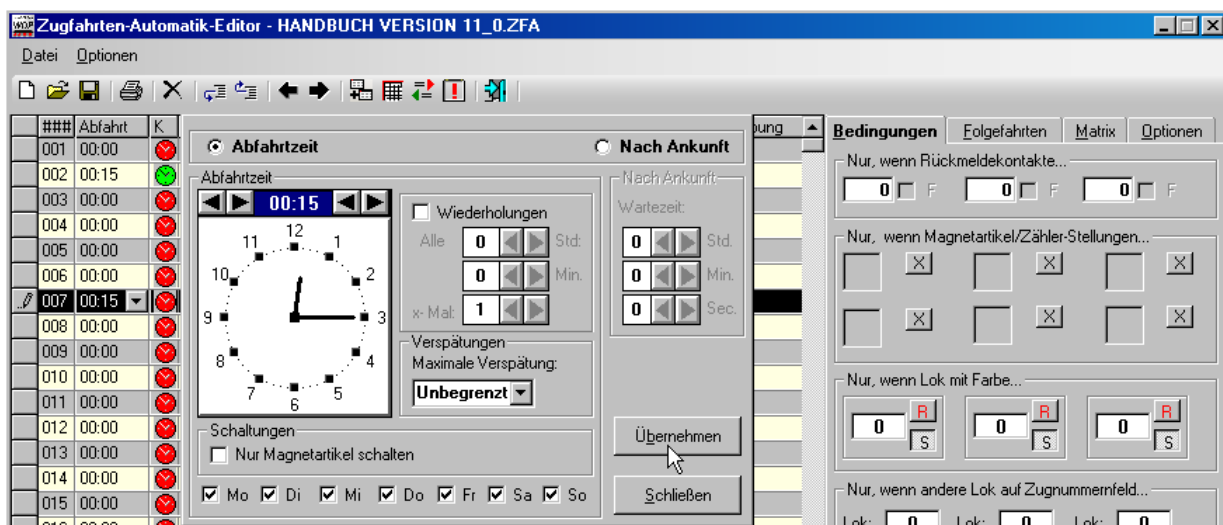 Zugfahrten-Automatik-Editor - HANDBUCH VERSION 11_0.ZFA
Datei Optionen
### Abfahrt K
001 00:00
002 00:15
003 00:00
004 00:00
005 00:00
006 00:00
007 00:15
008 00:00
009 00:00
010 00:00
011 00:00
012 00:00
013 00:00
014 00:00
015 00:00
Abfahrtzeit
Nach Ankunft
Abfahrtzeit
00:15
12
1
2
3
4
5
6
7
8
9
10
11
Wiederholungen
Alle 0 Std:
0 Min.
x- Mal: 1
Verspätungen
Maximale Verspätung:
Unbegrenzt
Nach Ankunft
Wartezeit:
0 Std.
0 Min.
0 Sec.
Schaltungen
Nur Magnetartikel schalten
Mo Di Mi Do Fr Sa So
Übernehmen
Schließen
Bedingungen Folgefahrten Matrix Optionen
Nur, wenn Rückmeldekontakte...
0 F 0 F 0 F
Nur, wenn Magnetartikel/Zähler-Stellungen...
X X X
X X X
Nur, wenn Lok mit Farbe...
0 R S 0 R S 0 R S
Nur, wenn andere Lok auf Zugnummernfeld...
Lok: 0 Lok: 0 Lok: 0